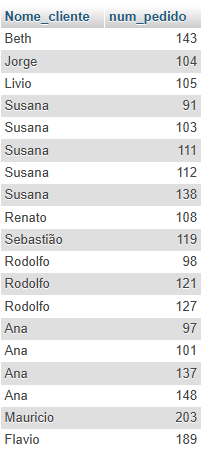 Nome_cliente num_pedido
Beth 143
Jorge 104
Livio 105
Susana 91
Susana 103
Susana 111
Susana 112
Susana 138
Renato 108
Sebastião 119
Rodolfo 98
Rodolfo 121
Rodolfo 127
Ana 97
Ana 101
Ana 137
Ana 148
Mauricio 203
Flavio 189